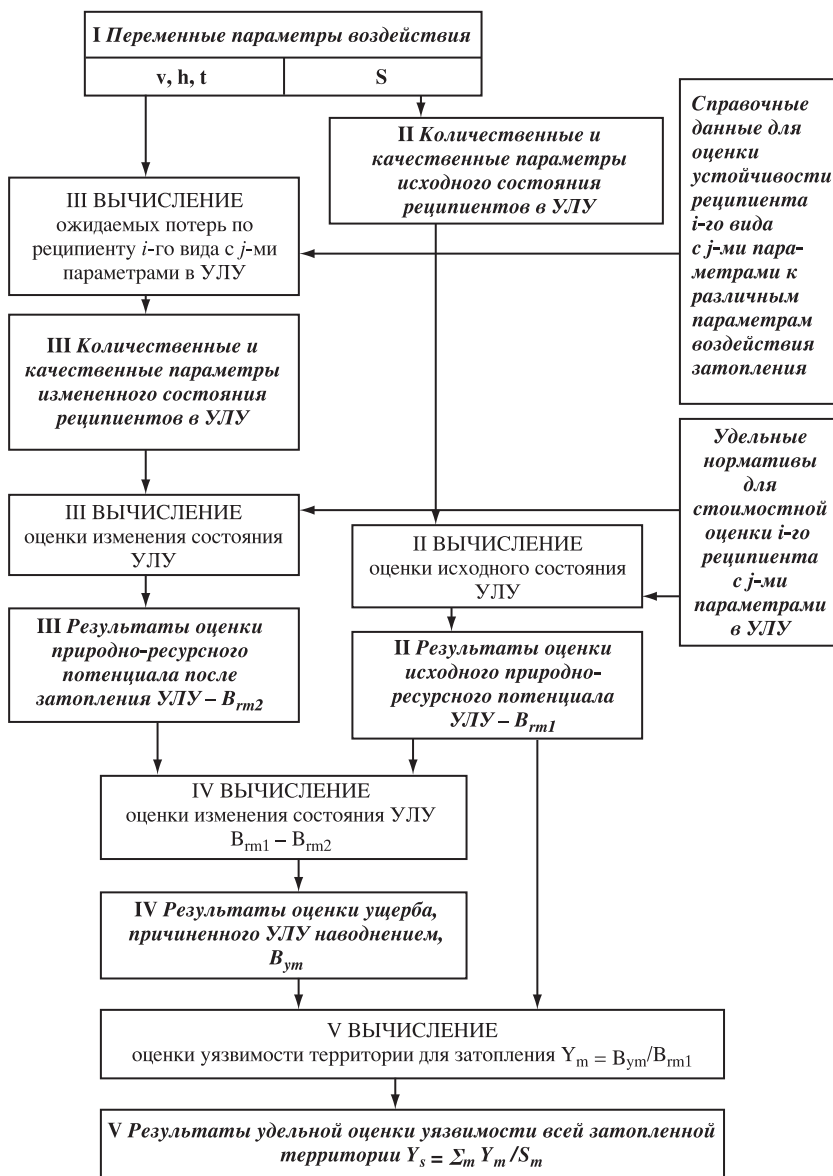 I Переменные параметры воздействия
v, h, t
S
II Количественные и
качественные параметры
исходного состояния
реципиентов в УЛУ
Справочные
данные для
оценки
устойчивости
реципиента
i-го вида
с j-ми пара-
метрами к
различным
параметрам
воздействия
затопления
III ВЫЧИСЛЕНИЕ
ожидаемых потерь по
реципиенту i-го вида с j-ми
параметрами в УЛУ
III Количественные и
качественные параметры
измененного состояния
реципиентов в УЛУ
Удельные
нормативы
для
стоимостной
оценки i-го
реципиента
с j-ми
параметрами
в УЛУ
III ВЫЧИСЛЕНИЕ
оценки изменения состояния
УЛУ
II ВЫЧИСЛЕНИЕ
оценки исходного состояния
УЛУ
III Результаты оценки
природно-ресурсного
потенциала после
затопления УЛУ – Brm2
II Результаты оценки
исходного природно-
ресурсного потенциала
УЛУ – Brm1
IV ВЫЧИСЛЕНИЕ
оценки изменения состояния УЛУ
Brm1 – Brm2
IV Результаты оценки ущерба,
причиненного УЛУ наводнением,
Bym
V ВЫЧИСЛЕНИЕ
оценки уязвимости территории для затопления Ym = Bym/Brm1
V Результаты удельной оценки уязвимости всей затопленной
территории Ys = Σm Ym /Sm